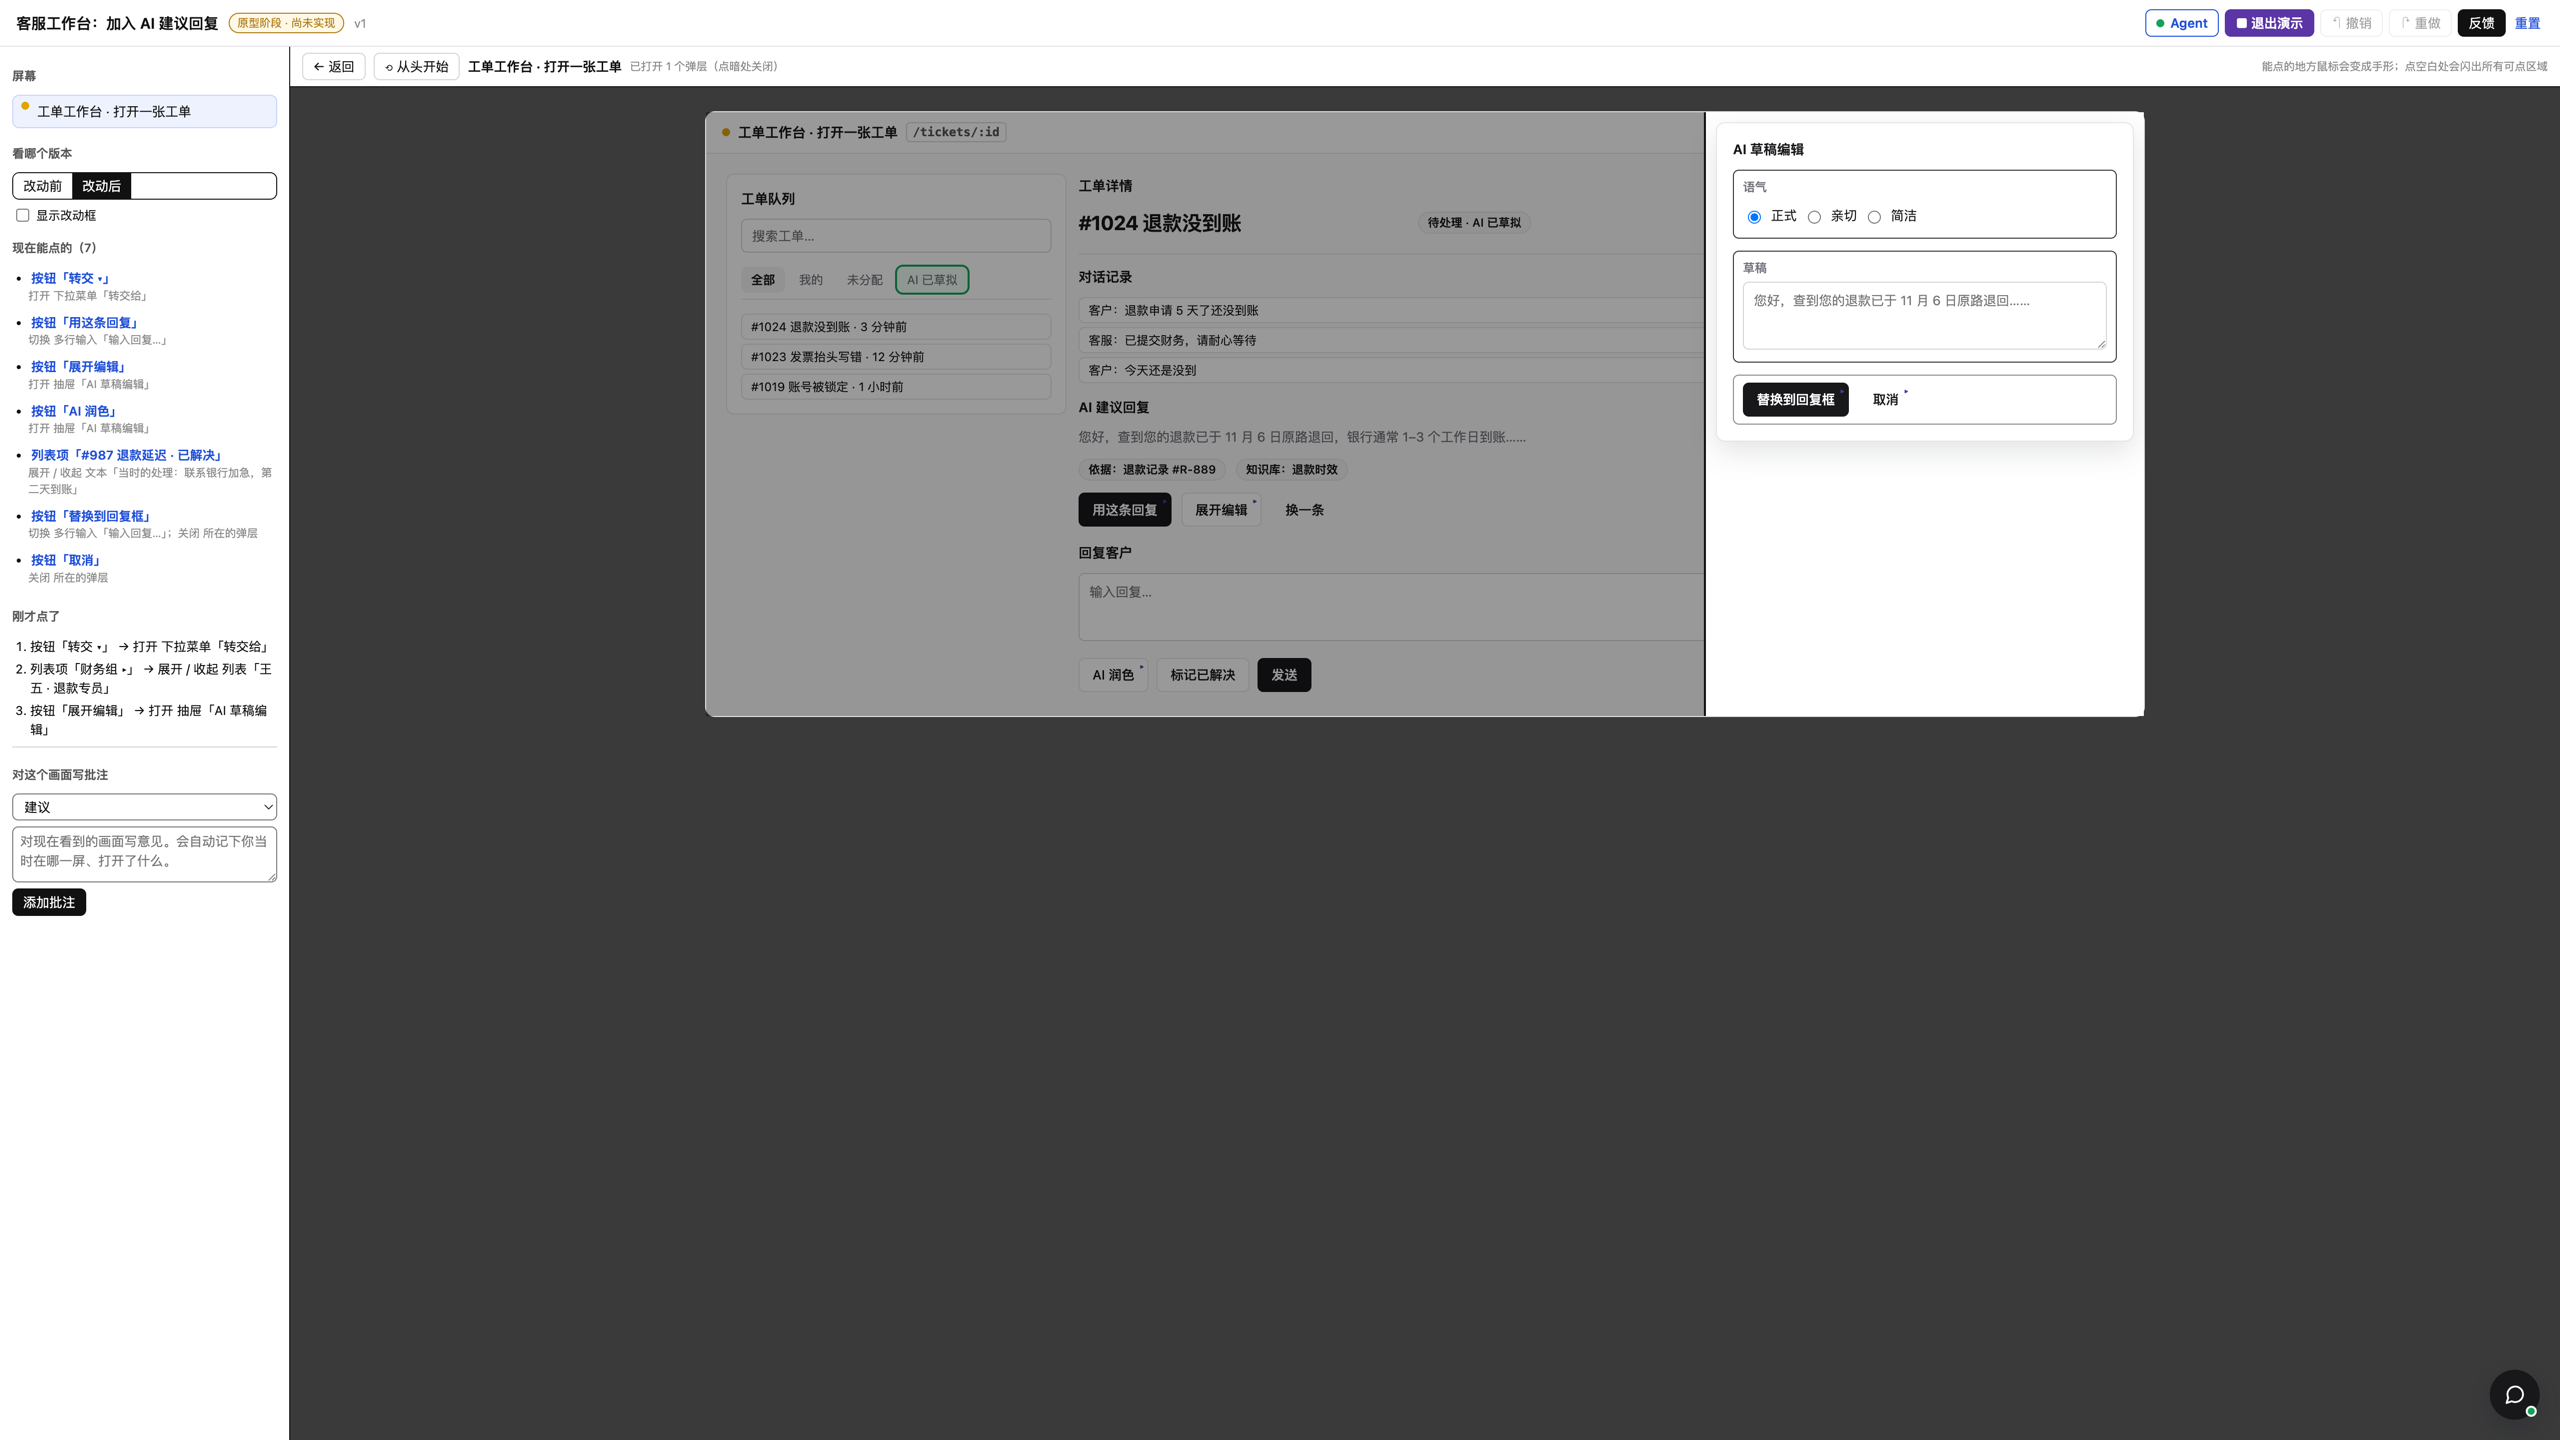 客服工作台：加入 AI 建议回复
原型阶段 · 尚未实现
v1
Agent
退出演示
撤销
重做
反馈
重置
屏幕
工单工作台 · 打开一张工单
看哪个版本
改动前
改动后
显示改动框
现在能点的（7）
按钮「转交 ▾」
打开 下拉菜单「转交给」
按钮「用这条回复」
切换 多行输入「输入回复…」
按钮「展开编辑」
打开 抽屉「AI 草稿编辑」
按钮「AI 润色」
打开 抽屉「AI 草稿编辑」
列表项「#987 退款延迟 · 已解决」
展开 / 收起 文本「当时的处理：联系银行加急，第
二天到账」
按钮「替换到回复框」
切换 多行输入「输入回复…」；关闭 所在的弹层
按钮「取消」
关闭 所在的弹层
刚才点了
1. 按钮「转交 ▾」 → 打开 下拉菜单「转交给」
2. 列表项「财务组 ▸」 → 展开 / 收起 列表「王
五 · 退款专员」
3. 按钮「展开编辑」 → 打开 抽屉「AI 草稿编
辑」
对这个画面写批注
建议
对现在看到的画面写意见。会自动记下你当
时在哪一屏、打开了什么。
添加批注
← 返回
⟲ 从头开始
工单工作台 · 打开一张工单
已打开 1 个弹层（点暗处关闭）
能点的地方鼠标会变成手形；点空白处会闪出所有可点区域
工单工作台 · 打开一张工单
/tickets/:id
工单队列
搜索工单…
全部
我的
未分配
AI 已草拟
#1024 退款没到账 · 3 分钟前
#1023 发票抬头写错 · 12 分钟前
#1019 账号被锁定 · 1 小时前
工单详情
#1024 退款没到账
待处理 · AI 已草拟
对话记录
客户：退款申请 5 天了还没到账
客服：已提交财务，请耐心等待
客户：今天还是没到
AI 建议回复
您好，查到您的退款已于 11 月 6 日原路退回，银行通常 1–3 个工作日到账……
依据：退款记录 #R-889
知识库：退款时效
用这条回复
展开编辑
换一条
回复客户
输入回复…
AI 润色
标记已解决
发送
AI 草稿编辑
语气
正式
亲切
简洁
草稿
您好，查到您的退款已于 11 月 6 日原路退回……
替换到回复框
取消